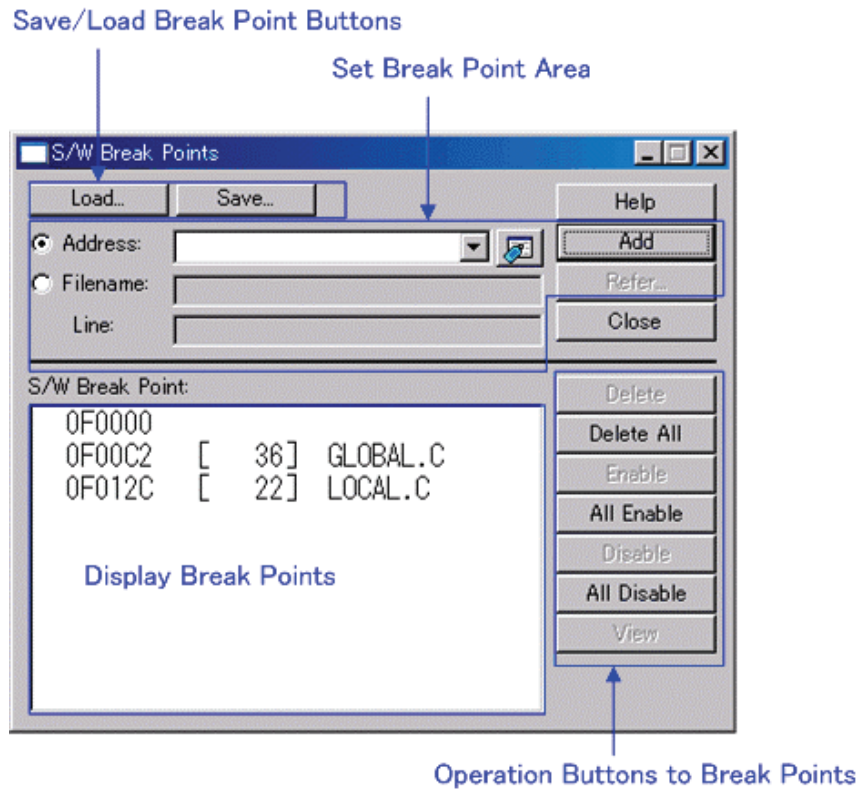 Save/Load Break Point Buttons
Set Break Point Area
S/W Break Points
Load... Save... Help
Address: Add
Filename: Refer...
Line: Close
S/W Break Point:
Delete
0F0000
Delete All
0F00C2 [ 36] GLOBAL.C
Enable
0F012C [ 22] LOCAL.C
All Enable
Disable
Display Break Points
All Disable
View
Operation Buttons to Break Points